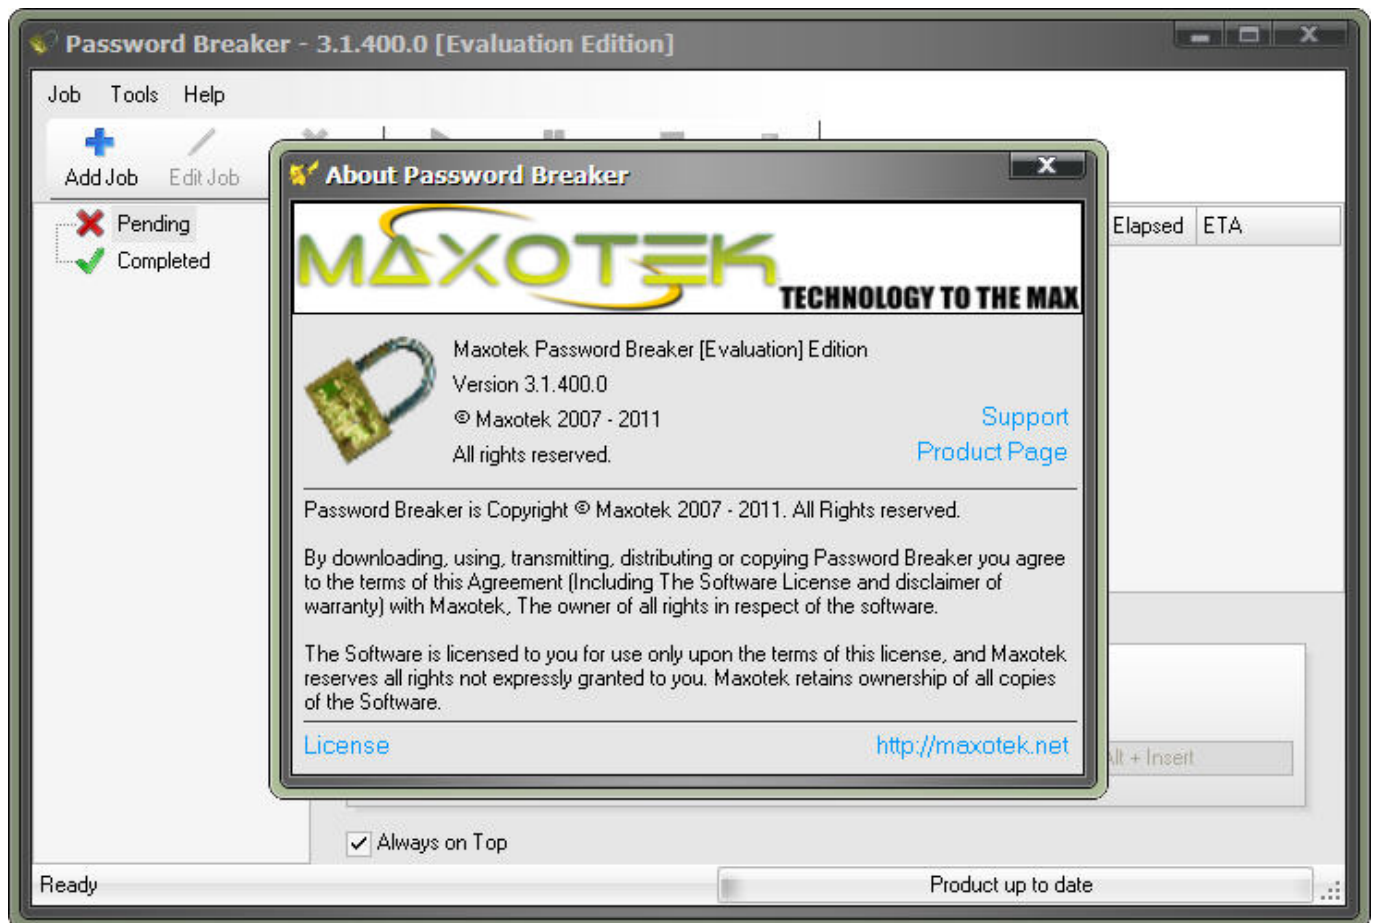 Password Breaker - 3.1.400.0 [Evaluation Edition]
Job Tools Help
Add Job Edit Job
Pending
Completed
Elapsed ETA
About Password Breaker
MAXOTEK
TECHNOLOGY TO THE MAX
Maxotek Password Breaker [Evaluation] Edition
Version 3.1.400.0
© Maxotek 2007 - 2011
Support
All rights reserved.
Product Page
Password Breaker is Copyright © Maxotek 2007 - 2011. All Rights reserved.
By downloading, using, transmitting, distributing or copying Password Breaker you agree
to the terms of this Agreement (Including The Software License and disclaimer of
warranty) with Maxotek, The owner of all rights in respect of the software.
The Software is licensed to you for use only upon the terms of this license, and Maxotek
reserves all rights not expressly granted to you. Maxotek retains ownership of all copies
of the Software.
License
http://maxotek.net
Alt + Insert
Always on Top
Ready
Product up to date